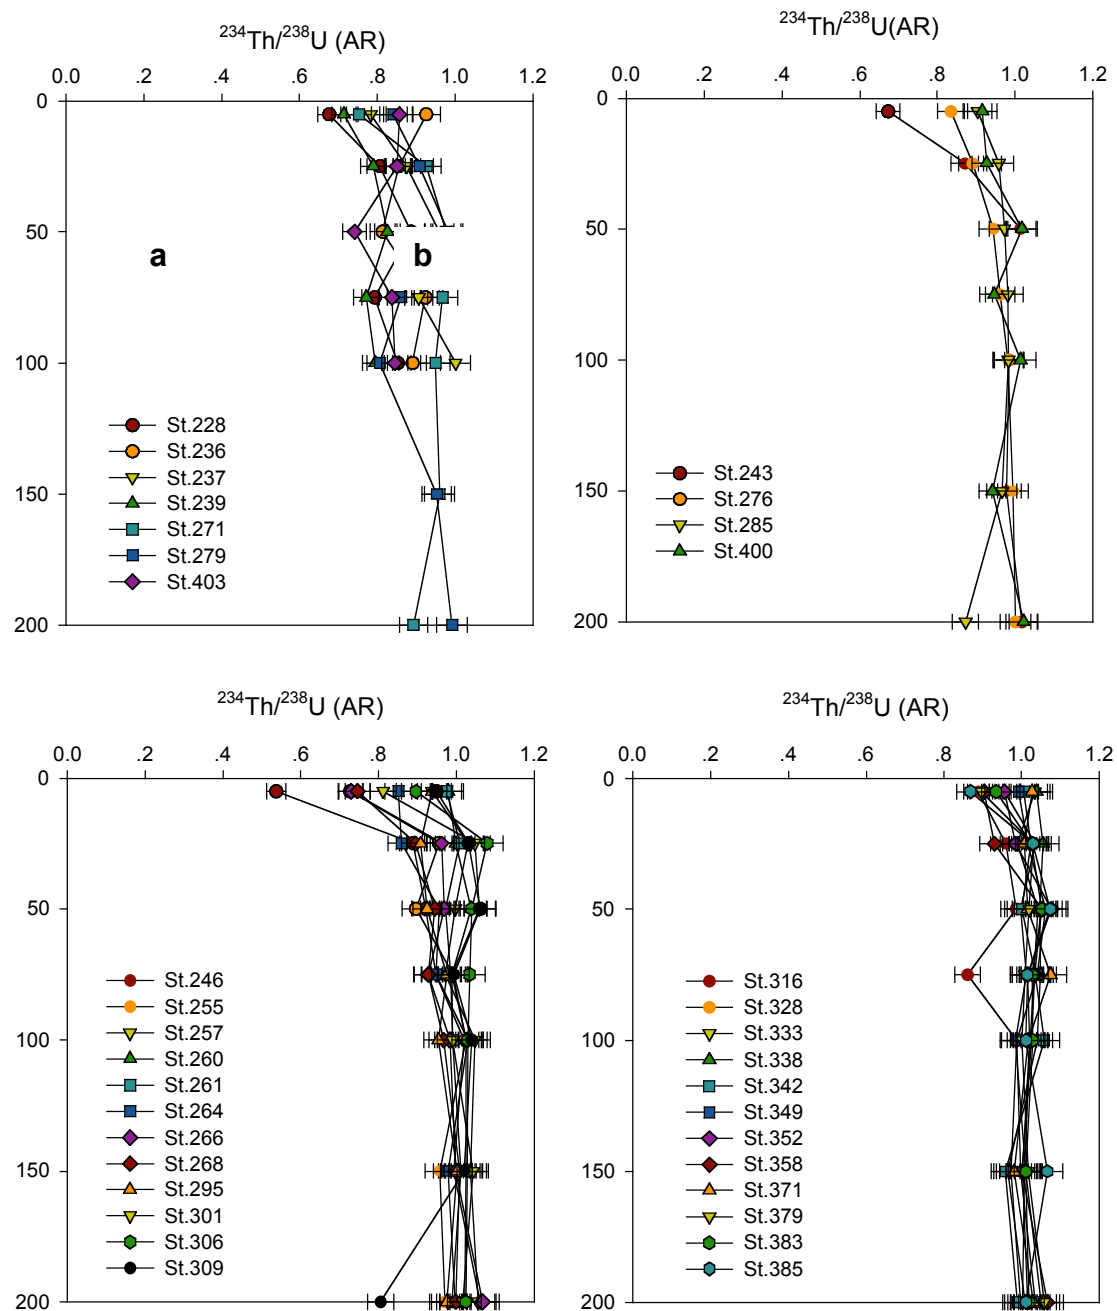 234Th/238U (AR)
0.0 .2 .4 .6 .8 1.0 1.2
0
50
100
150
200
a
St.228
St.236
St.237
St.239
St.271
St.279
St.403
234Th/238U(AR)
0.0 .2 .4 .6 .8 1.0 1.2
0
50
100
150
200
b
St.243
St.276
St.285
St.400
234Th/238U (AR)
0.0 .2 .4 .6 .8 1.0 1.2
0
50
100
150
200
St.246
St.255
St.257
St.260
St.261
St.264
St.266
St.268
St.295
St.301
St.306
St.309
234Th/238U (AR)
0.0 .2 .4 .6 .8 1.0 1.2
0
50
100
150
200
St.316
St.328
St.333
St.338
St.342
St.349
St.352
St.358
St.371
St.379
St.383
St.385